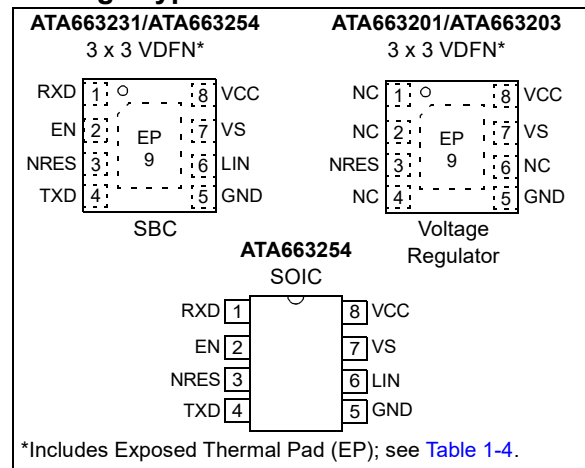 ATA663231/ATA663254
3 x 3 VDFN*
RXD 1 8 VCC
EN 2 EP 7 VS
NRES 3 9 6 LIN
TXD 4 5 GND
SBC
ATA663201/ATA663203
3 x 3 VDFN*
NC 1 8 VCC
NC 2 EP 7 VS
NRES 3 9 6 NC
NC 4 5 GND
Voltage
Regulator
ATA663254
SOIC
RXD 1 8 VCC
EN 2 7 VS
NRES 3 6 LIN
TXD 4 5 GND
*Includes Exposed Thermal Pad (EP); see Table 1-4.